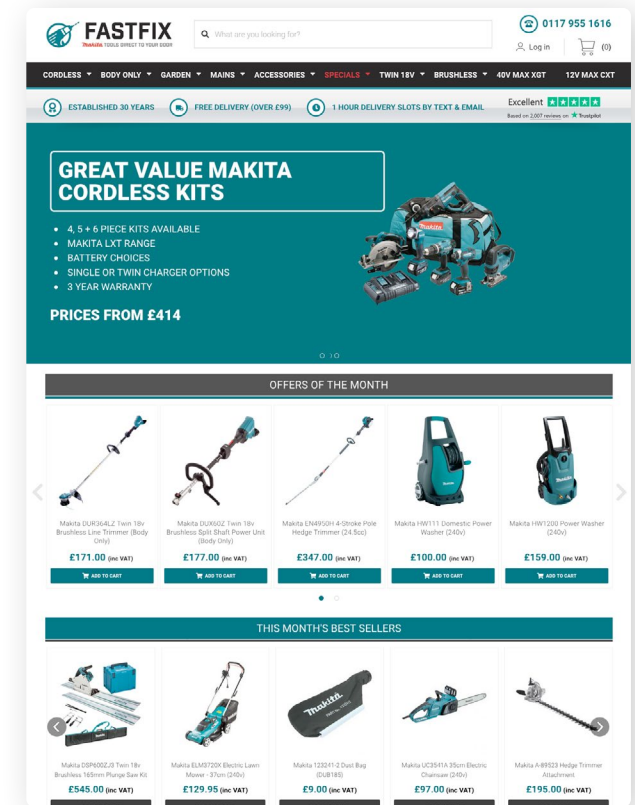 FASTFIX
Makita TOOLS DIRECT TO YOUR DOOR
What are you looking for?
0117 955 1616
Log in
(0)
CORDLESS BODY ONLY GARDEN MAINS ACCESSORIES SPECIALS TWIN 18V BRUSHLESS 40V MAX XGT 12V MAX CXT
ESTABLISHED 30 YEARS
FREE DELIVERY (OVER £99)
1 HOUR DELIVERY SLOTS BY TEXT & EMAIL
Excellent
Based on 2,007 reviews on Trustpilot
GREAT VALUE MAKITA
CORDLESS KITS
• 4, 5 + 6 PIECE KITS AVAILABLE
• MAKITA LXT RANGE
• BATTERY CHOICES
• SINGLE OR TWIN CHARGER OPTIONS
• 3 YEAR WARRANTY
PRICES FROM £414
Makita
OFFERS OF THE MONTH
Makita DUR364LZ Twin 18v
Brushless Line Trimmer (Body
Only)
£171.00 (inc VAT)
ADD TO CART
Makita DUX60Z Twin 18v
Brushless Split Shaft Power Unit
(Body Only)
£177.00 (inc VAT)
ADD TO CART
Makita EN4950H 4-Stroke Pole
Hedge Trimmer (24.5cc)
£347.00 (inc VAT)
ADD TO CART
Makita HW111 Domestic Power
Washer (240v)
£100.00 (inc VAT)
ADD TO CART
Makita HW1200 Power Washer
(240v)
£159.00 (inc VAT)
ADD TO CART
THIS MONTH'S BEST SELLERS
Makita DSP600ZJ3 Twin 18v
Brushless 165mm Plunge Saw Kit
£545.00 (inc VAT)
Makita ELM3720X Electric Lawn
Mower - 37cm (240v)
£129.95 (inc VAT)
Makita
Makita 123241-2 Dust Bag
(DUB185)
£9.00 (inc VAT)
Makita UC3541A 35cm Electric
Chainsaw (240v)
£97.00 (inc VAT)
Makita A-89523 Hedge Trimmer
Attachment
£195.00 (inc VAT)